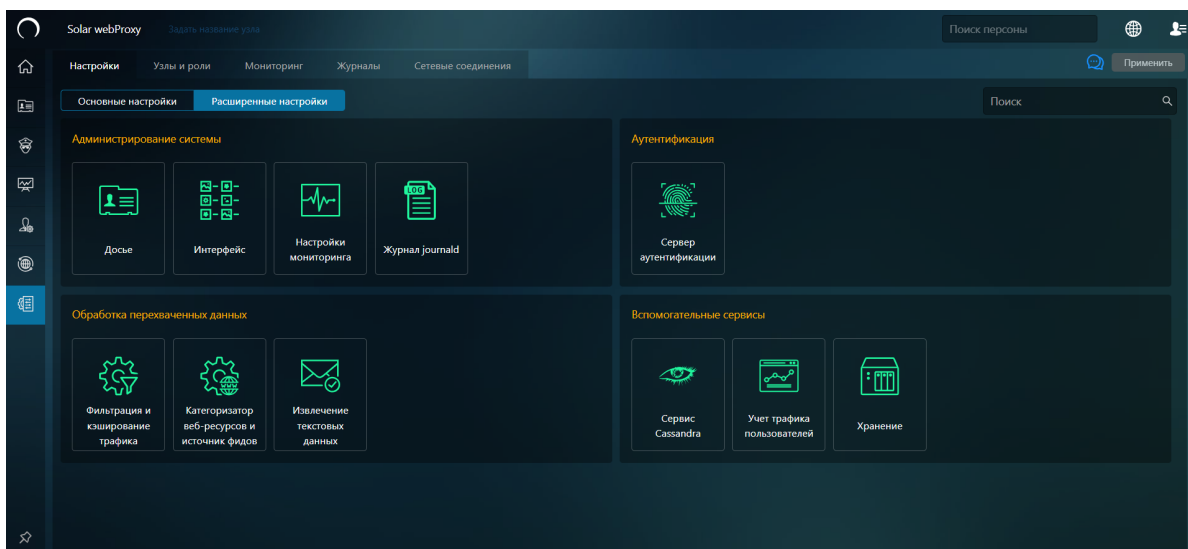 Solar webProxy Задать название узла Поиск персоны
Настройки Узлы и роли Мониторинг Журналы Сетевые соединения Применить
Основные настройки Расширенные настройки Поиск
Администрирование системы
Досье
Интерфейс
Настройки
мониторинга
LOG
Журнал journald
Аутентификация
Сервер
аутентификации
Обработка перехваченных данных
Фильтрация и
кэширование
трафика
Категоризатор
веб-ресурсов и
источник фидов
Извлечение
текстовых
данных
Вспомогательные сервисы
Сервис
Cassandra
Учет трафика
пользователей
Хранение